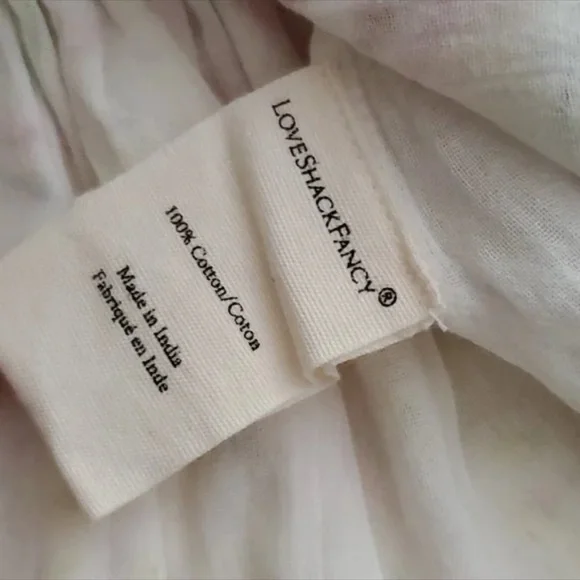 LOVESHACKFANCY®
100% Cotton/Coton
Made in India
Fabriqué en Inde